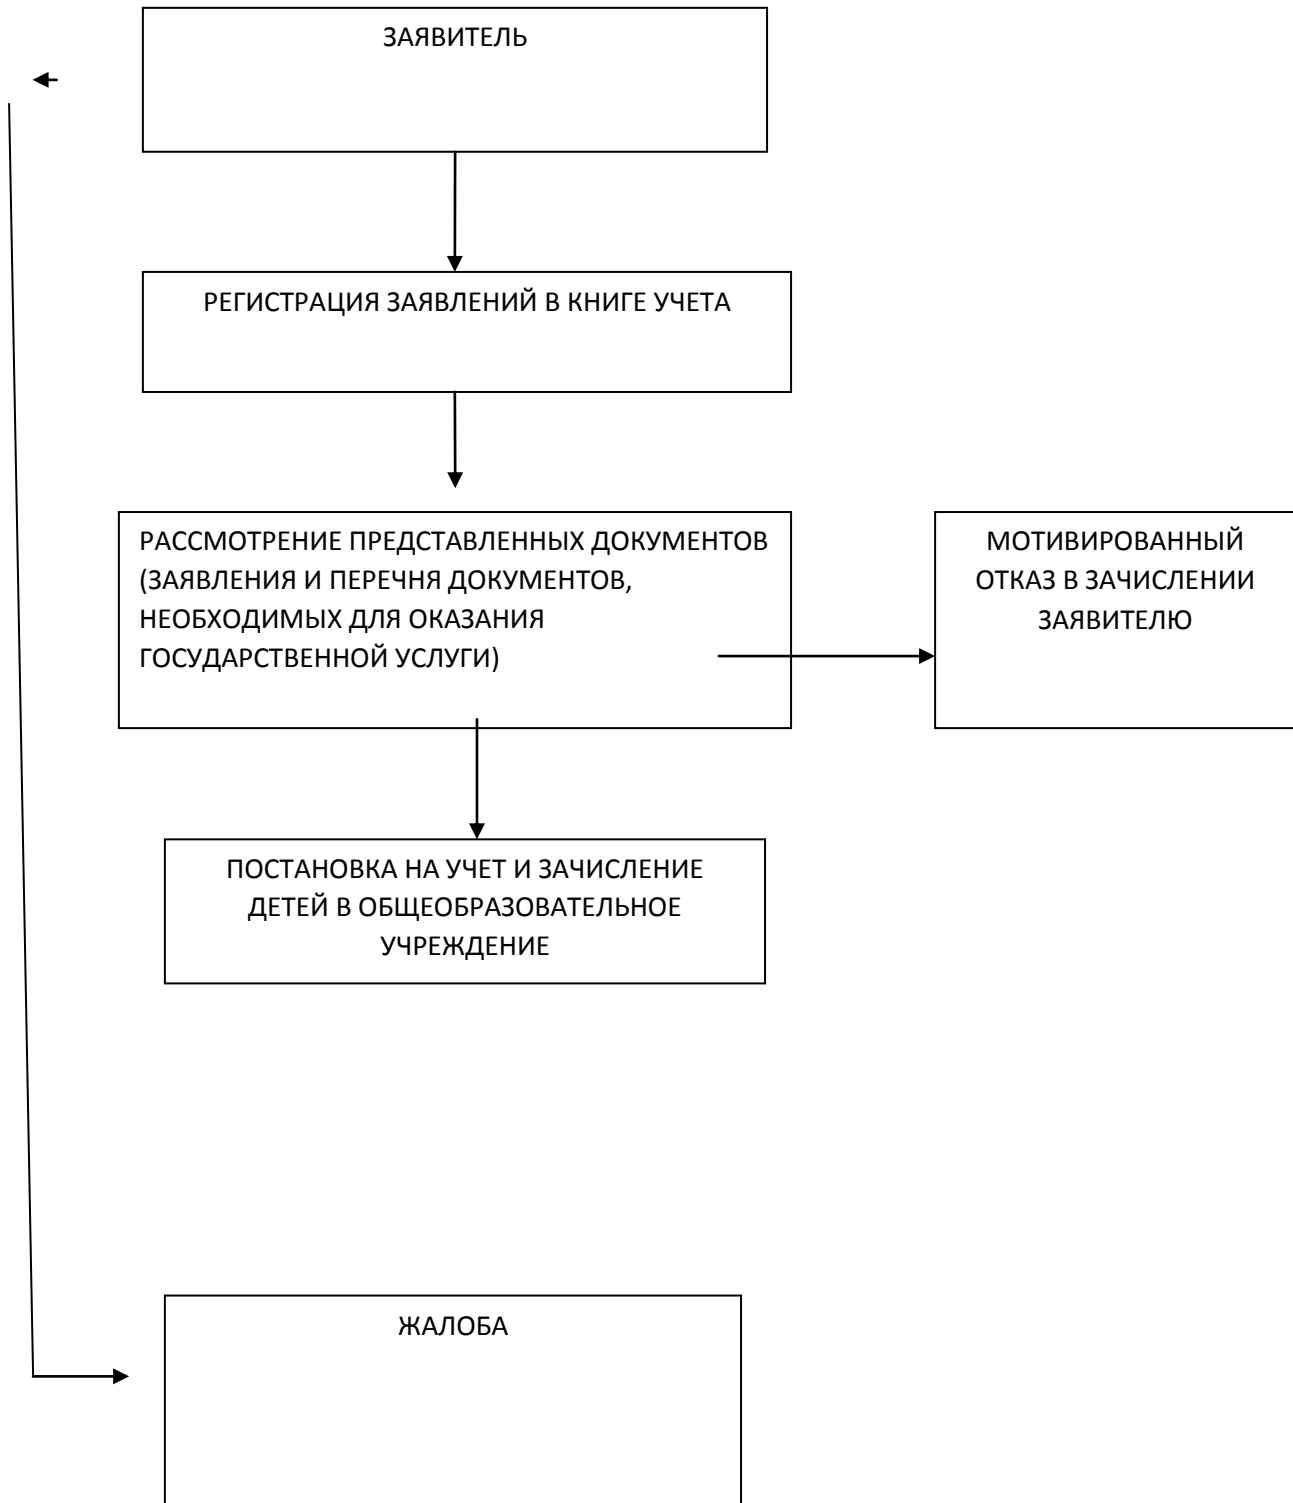 ЗАЯВИТЕЛЬ
РЕГИСТРАЦИЯ ЗАЯВЛЕНИЙ В КНИГЕ УЧЕТА
РАССМОТРЕНИЕ ПРЕДСТАВЛЕННЫХ ДОКУМЕНТОВ
(ЗАЯВЛЕНИЯ И ПЕРЕЧНЯ ДОКУМЕНТОВ,
НЕОБХОДИМЫХ ДЛЯ ОКАЗАНИЯ
ГОСУДАРСТВЕННОЙ УСЛУГИ)
МОТИВИРОВАННЫЙ
ОТКАЗ В ЗАЧИСЛЕНИИ
ЗАЯВИТЕЛЮ
ПОСТАНОВКА НА УЧЕТ И ЗАЧИСЛЕНИЕ
ДЕТЕЙ В ОБЩЕОБРАЗОВАТЕЛЬНОЕ
УЧРЕЖДЕНИЕ
ЖАЛОБА